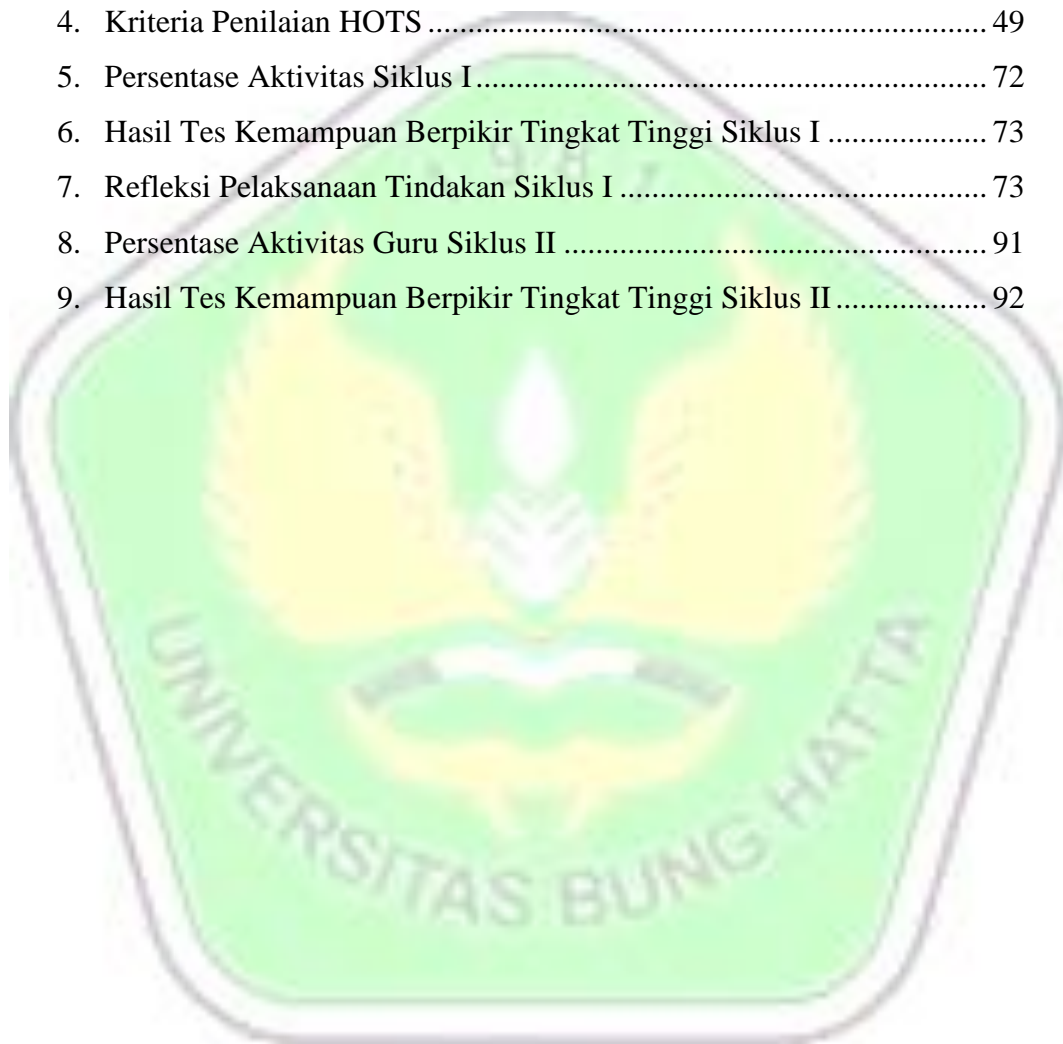 4. Kriteria Penilaian HOTS ........................................................................ 49
5. Persentase Aktivitas Siklus I .................................................................. 72
6. Hasil Tes Kemampuan Berpikir Tingkat Tinggi Siklus I .................... 73
7. Refleksi Pelaksanaan Tindakan Siklus I ............................................... 73
8. Persentase Aktivitas Guru Siklus II ....................................................... 91
9. Hasil Tes Kemampuan Berpikir Tingkat Tinggi Siklus II ................... 92
1981
UNIVERSITAS BUNG HATTA